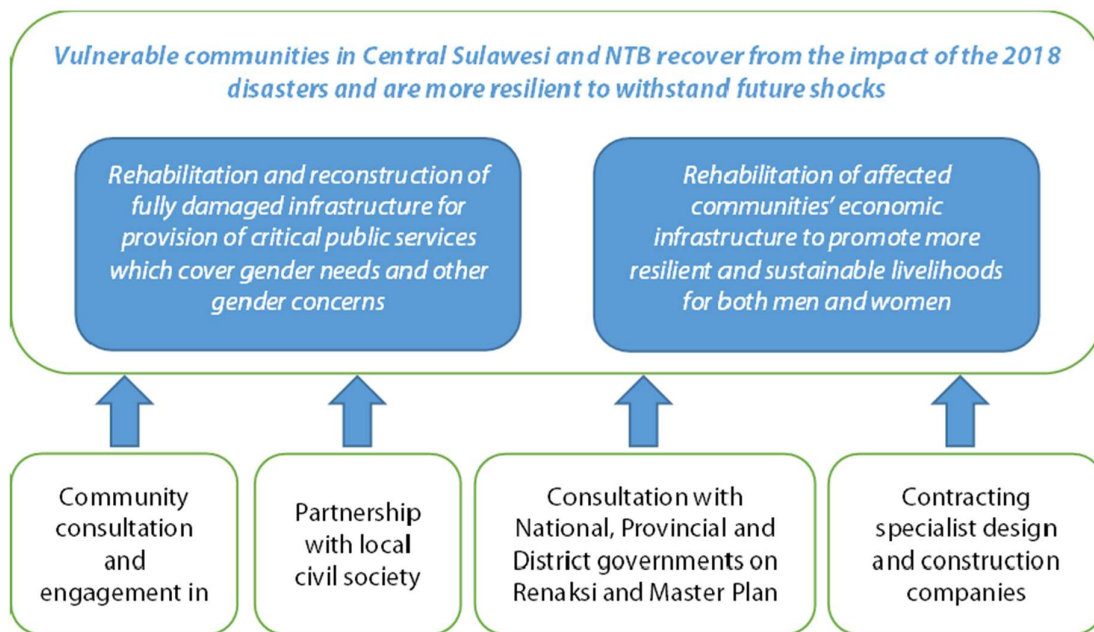 Vulnerable communities in Central Sulawesi and NTB recover from the impact of the 2018
disasters and are more resilient to withstand future shocks
Rehabilitation and reconstruction of
fully damaged infrastructure for
provision of critical public services
which cover gender needs and other
gender concerns
Rehabilitation of affected
communities’ economic
infrastructure to promote more
resilient and sustainable livelihoods
for both men and women
Community
consultation
and
engagement in
Partnership
with local
civil society
Consultation with
National, Provincial and
District governments on
Renaksi and Master Plan
Contracting
specialist design
and construction
companies